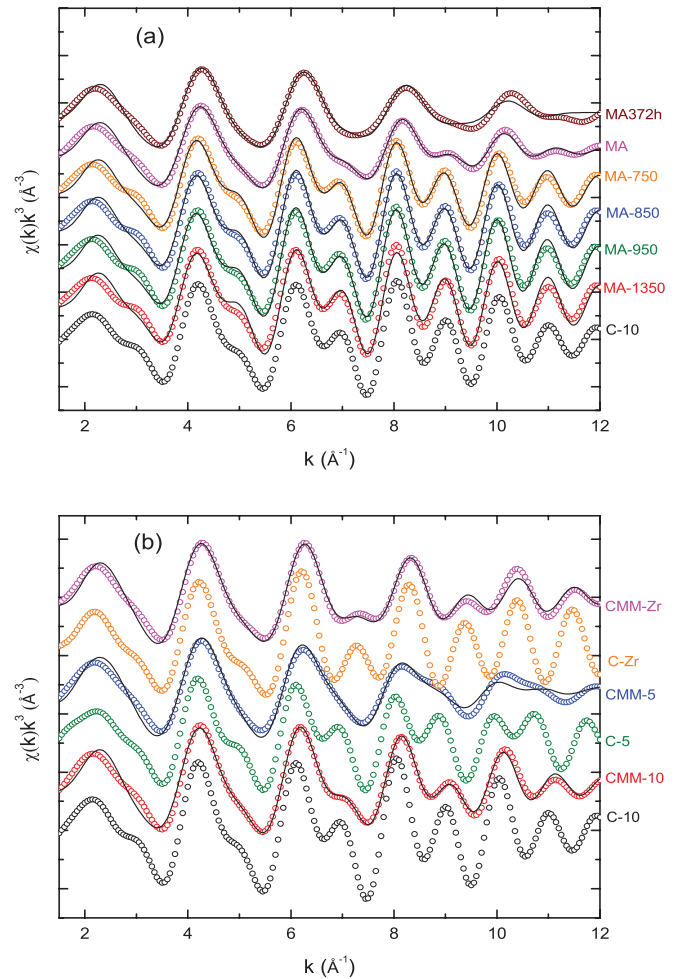 (a)
MA372h
MA
MA-750
MA-850
MA-950
MA-1350
C-10
χ(k)k³ (Å⁻³)
2 4 6 8 10 12
k (Å⁻¹)
(b)
CMM-Zr
C-Zr
CMM-5
C-5
CMM-10
C-10
χ(k)k³ (Å⁻³)
2 4 6 8 10 12
k (Å⁻¹)